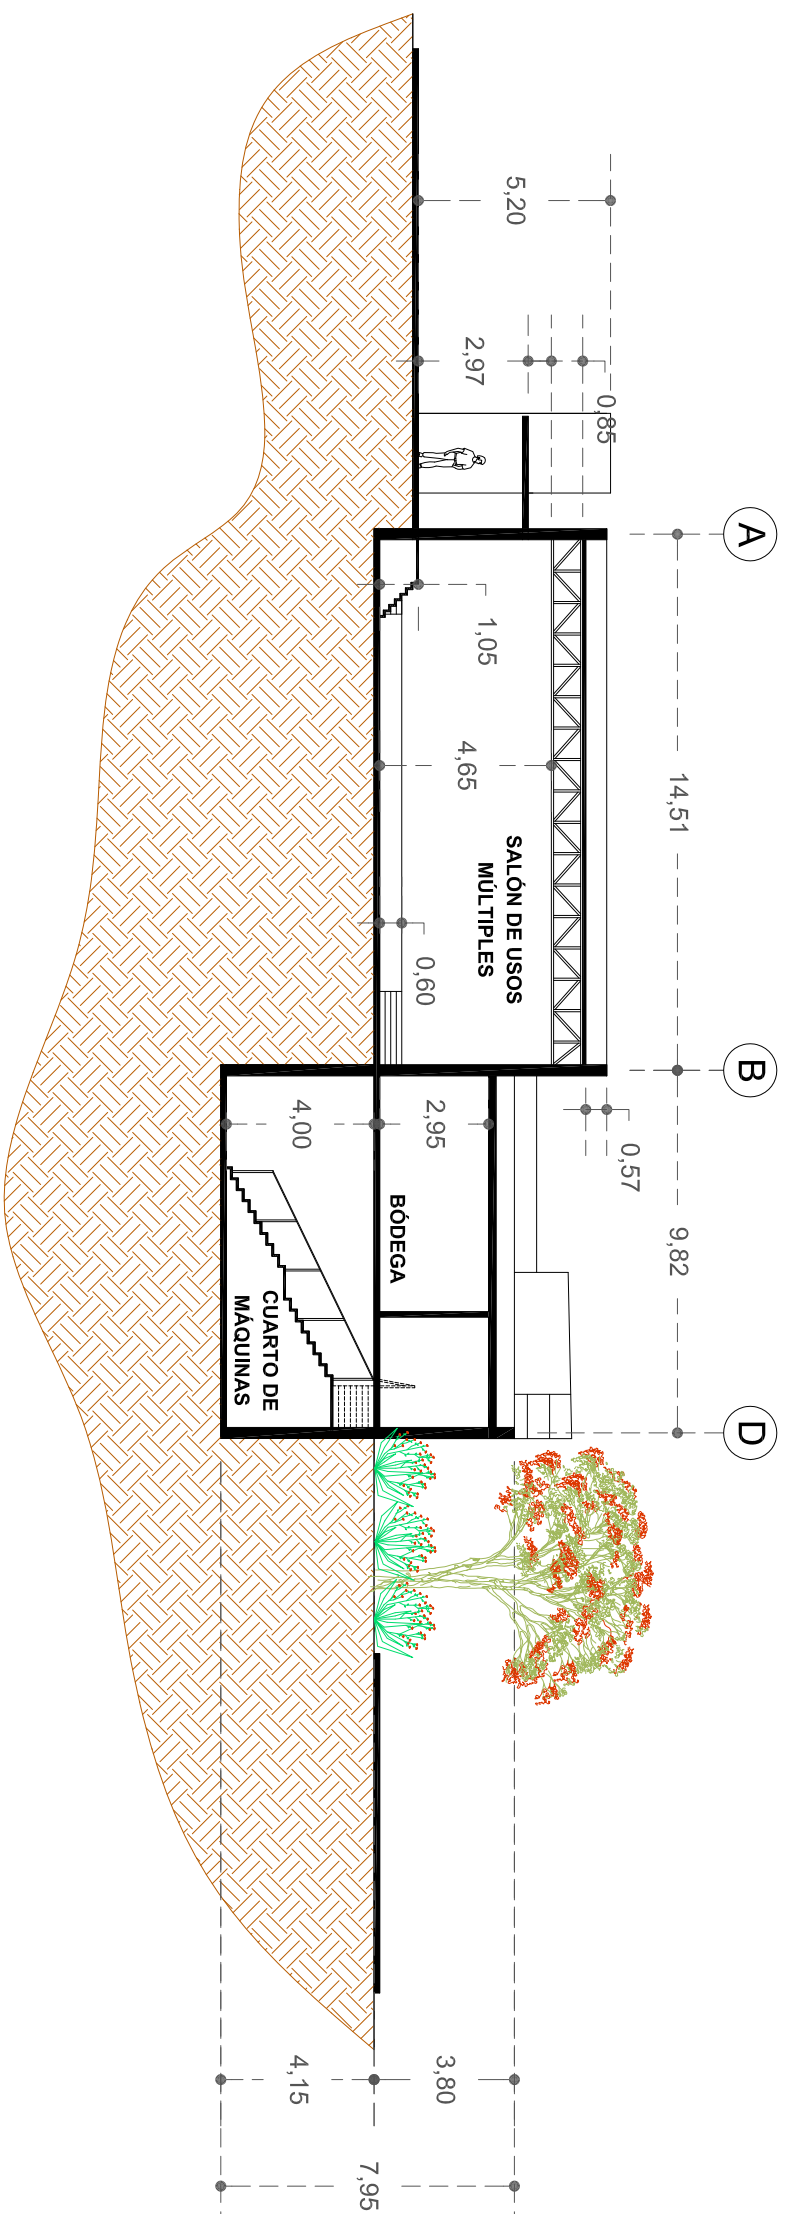 A
B
D
14,51
9,82
5,20
2,97
0,85
1,05
4,65
SALÓN DE USOS
MÚLTIPLES
0,60
0,57
2,95
4,00
BÓDEGA
CUARTO DE
MÁQUINAS
3,80
4,15
7,95